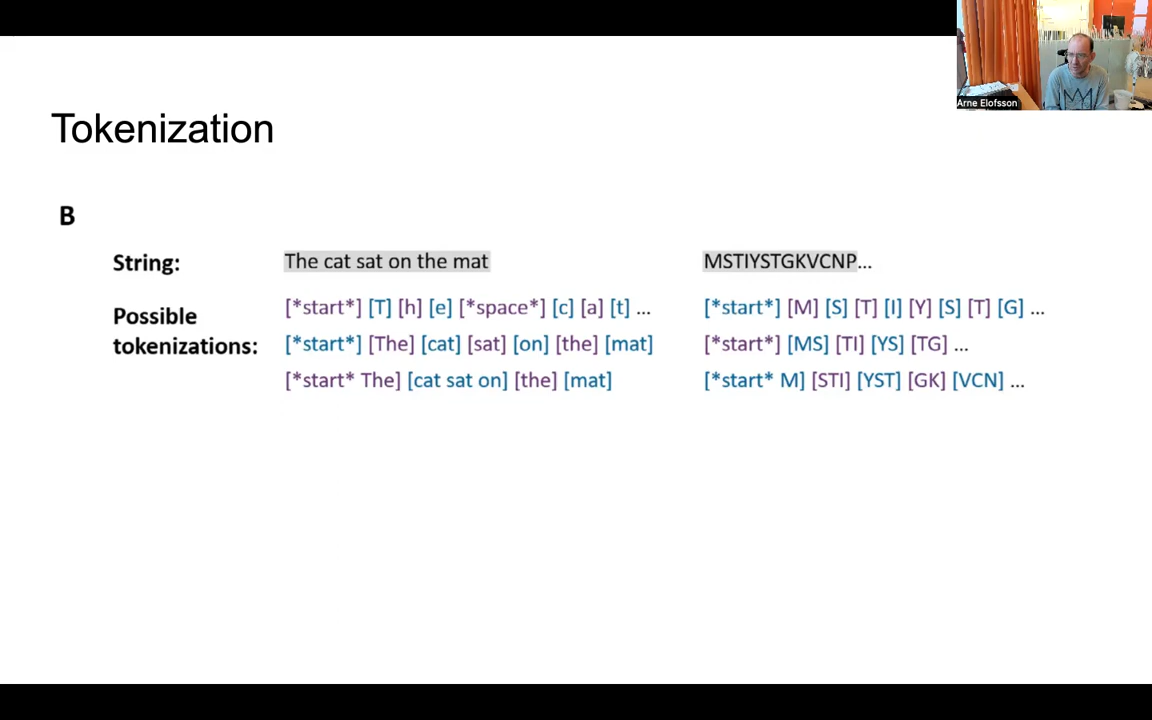 Arne Elofsson
Tokenization
B
String: The cat sat on the mat MSTIYSTGKVCNP...
Possible tokenizations:
[*start*] [T] [h] [e] [*space*] [c] [a] [t] ... [*start*] [M] [S] [T] [I] [Y] [S] [T] [G] ...
[*start*] [The] [cat] [sat] [on] [the] [mat] [*start*] [MS] [TI] [YS] [TG] ...
[*start* The] [cat sat on] [the] [mat] [*start* M] [STI] [YST] [GK] [VCN] ...